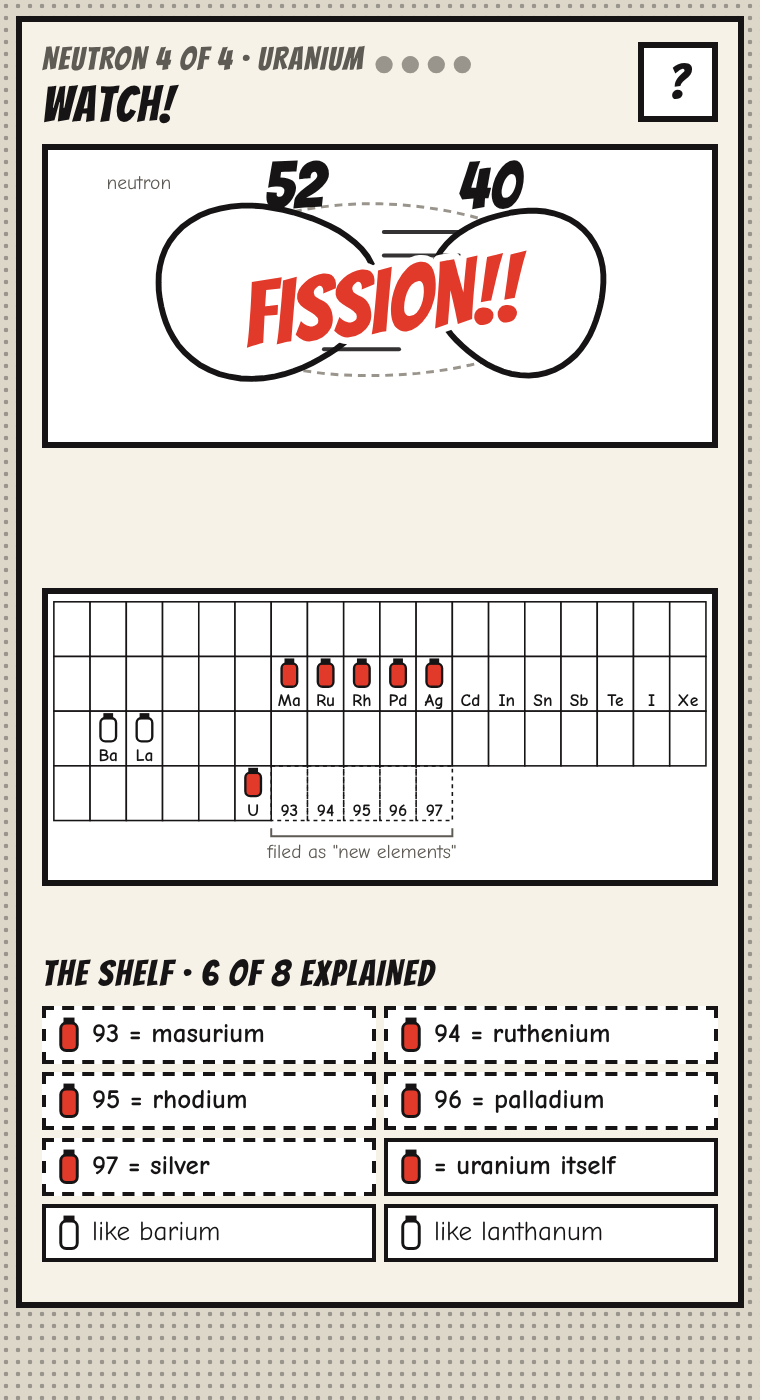 NEUTRON 4 OF 4 · URANIUM
WATCH!
?
neutron
52 40
FISSION!!
Ma Ru Rh Pd Ag Cd In Sn Sb Te I Xe
Ba La
U 93 94 95 96 97
filed as "new elements"
THE SHELF · 6 OF 8 EXPLAINED
93 = masurium
94 = ruthenium
95 = rhodium
96 = palladium
97 = silver
= uranium itself
like barium
like lanthanum